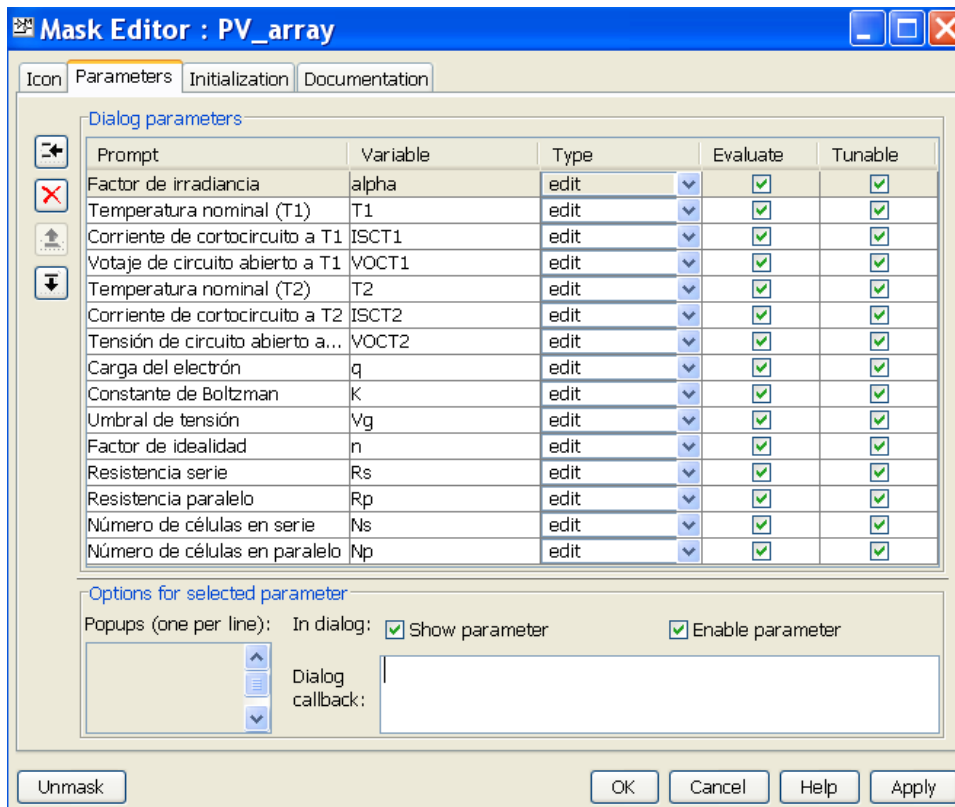 Mask Editor : PV_array
Icon Parameters Initialization Documentation
Dialog parameters
Prompt Variable Type Evaluate Tunable
Factor de irradiancia alpha edit
Temperatura nominal (T1) T1 edit
Corriente de cortocircuito a T1 ISCT1 edit
Votaje de circuito abierto a T1 VOCT1 edit
Temperatura nominal (T2) T2 edit
Corriente de cortocircuito a T2 ISCT2 edit
Tensión de circuito abierto a... VOCT2 edit
Carga del electrón q edit
Constante de Boltzman K edit
Umbral de tensión Vg edit
Factor de idealidad n edit
Resistencia serie Rs edit
Resistencia paralelo Rp edit
Número de células en serie Ns edit
Número de células en paralelo Np edit
Options for selected parameter
Popups (one per line): In dialog: Show parameter Enable parameter
Dialog
callback:
Unmask OK Cancel Help Apply